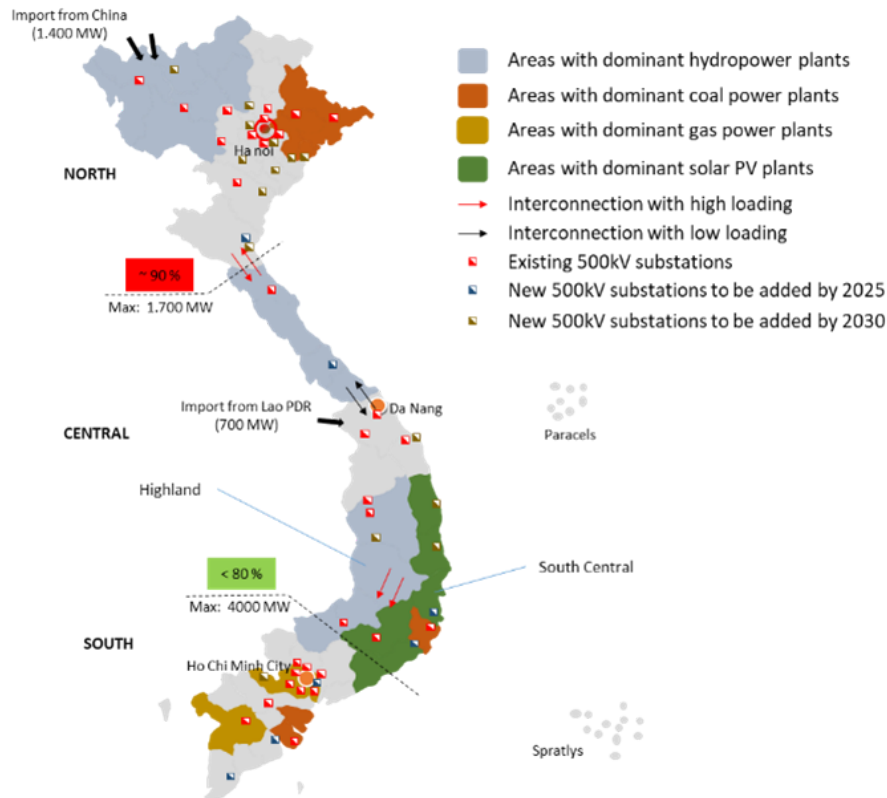 Import from China
(1.400 MW)
Areas with dominant hydropower plants
Areas with dominant coal power plants
Areas with dominant gas power plants
Areas with dominant solar PV plants
Interconnection with high loading
Interconnection with low loading
Existing 500kV substations
New 500kV substations to be added by 2025
New 500kV substations to be added by 2030
Ha noi
NORTH
~ 90 %
Max: 1.700 MW
Import from Lao PDR
(700 MW)
Da Nang
CENTRAL
Paracels
Highland
< 80 %
South Central
Max: 4000 MW
SOUTH
Ho Chi Minh City
Spratlys